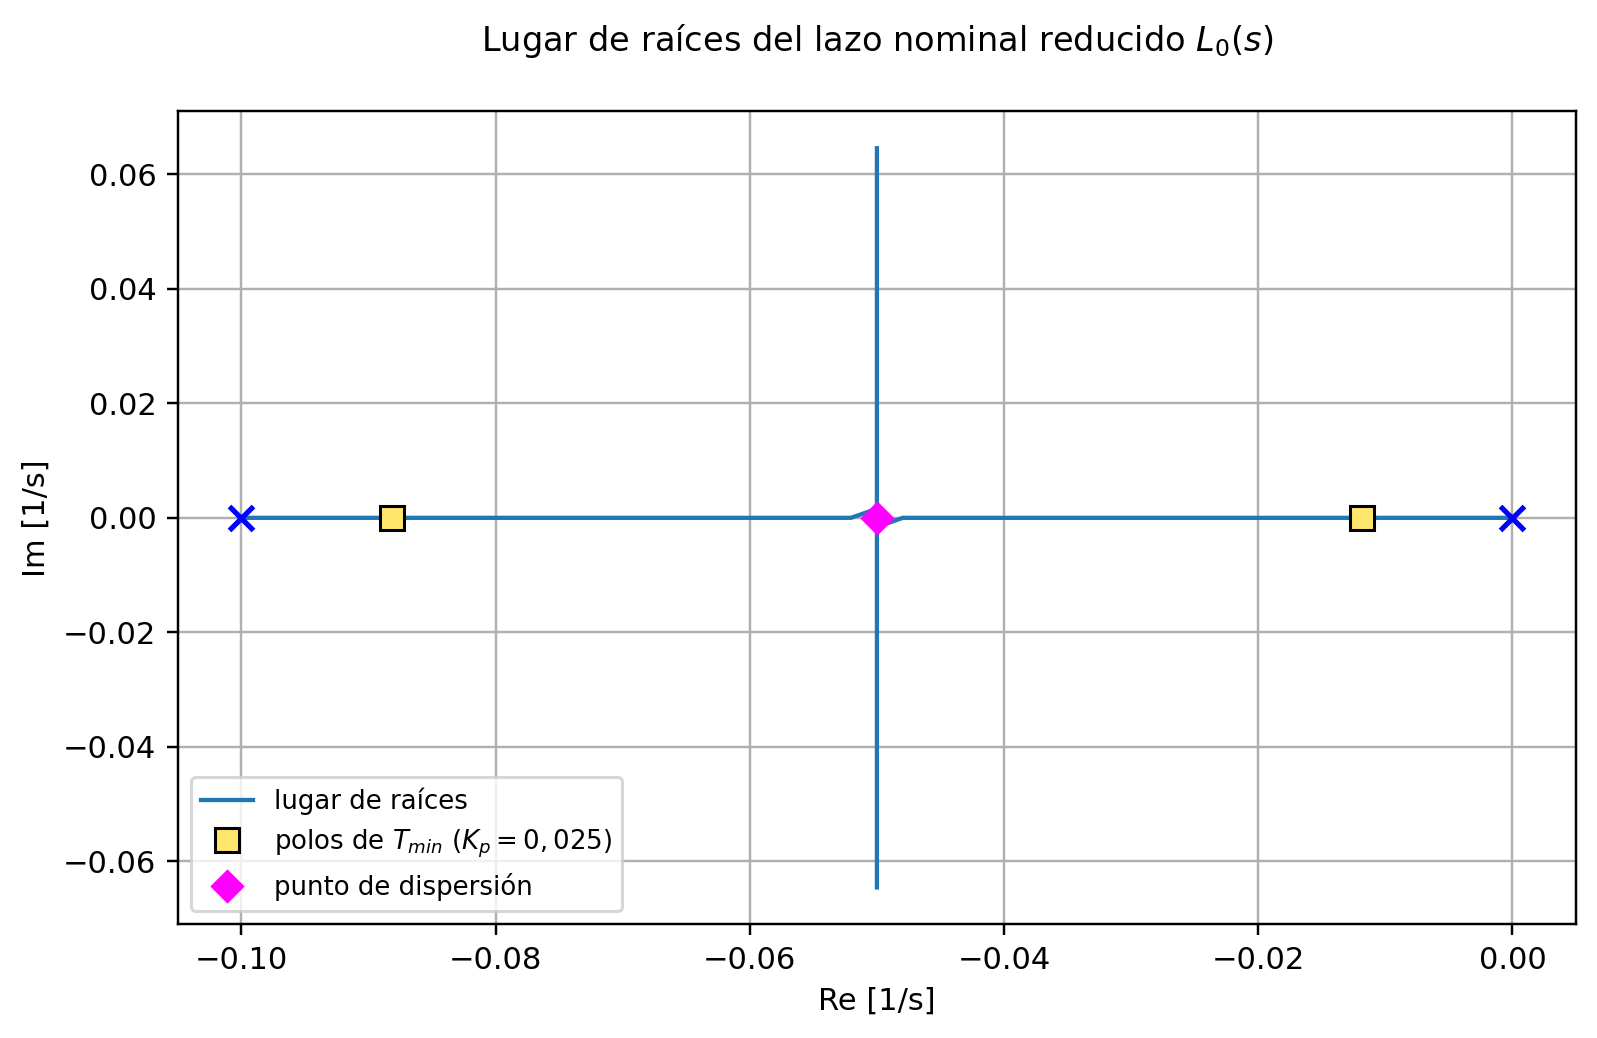 Lugar de raíces del lazo nominal reducido $L_0(s)$
0.06
0.04
0.02
0.00
−0.02
−0.04
−0.06
Im [1/s]
lugar de raíces
polos de $T_{min}$ ($K_p = 0,025$)
punto de dispersión
−0.10 −0.08 −0.06 −0.04 −0.02 0.00
Re [1/s]